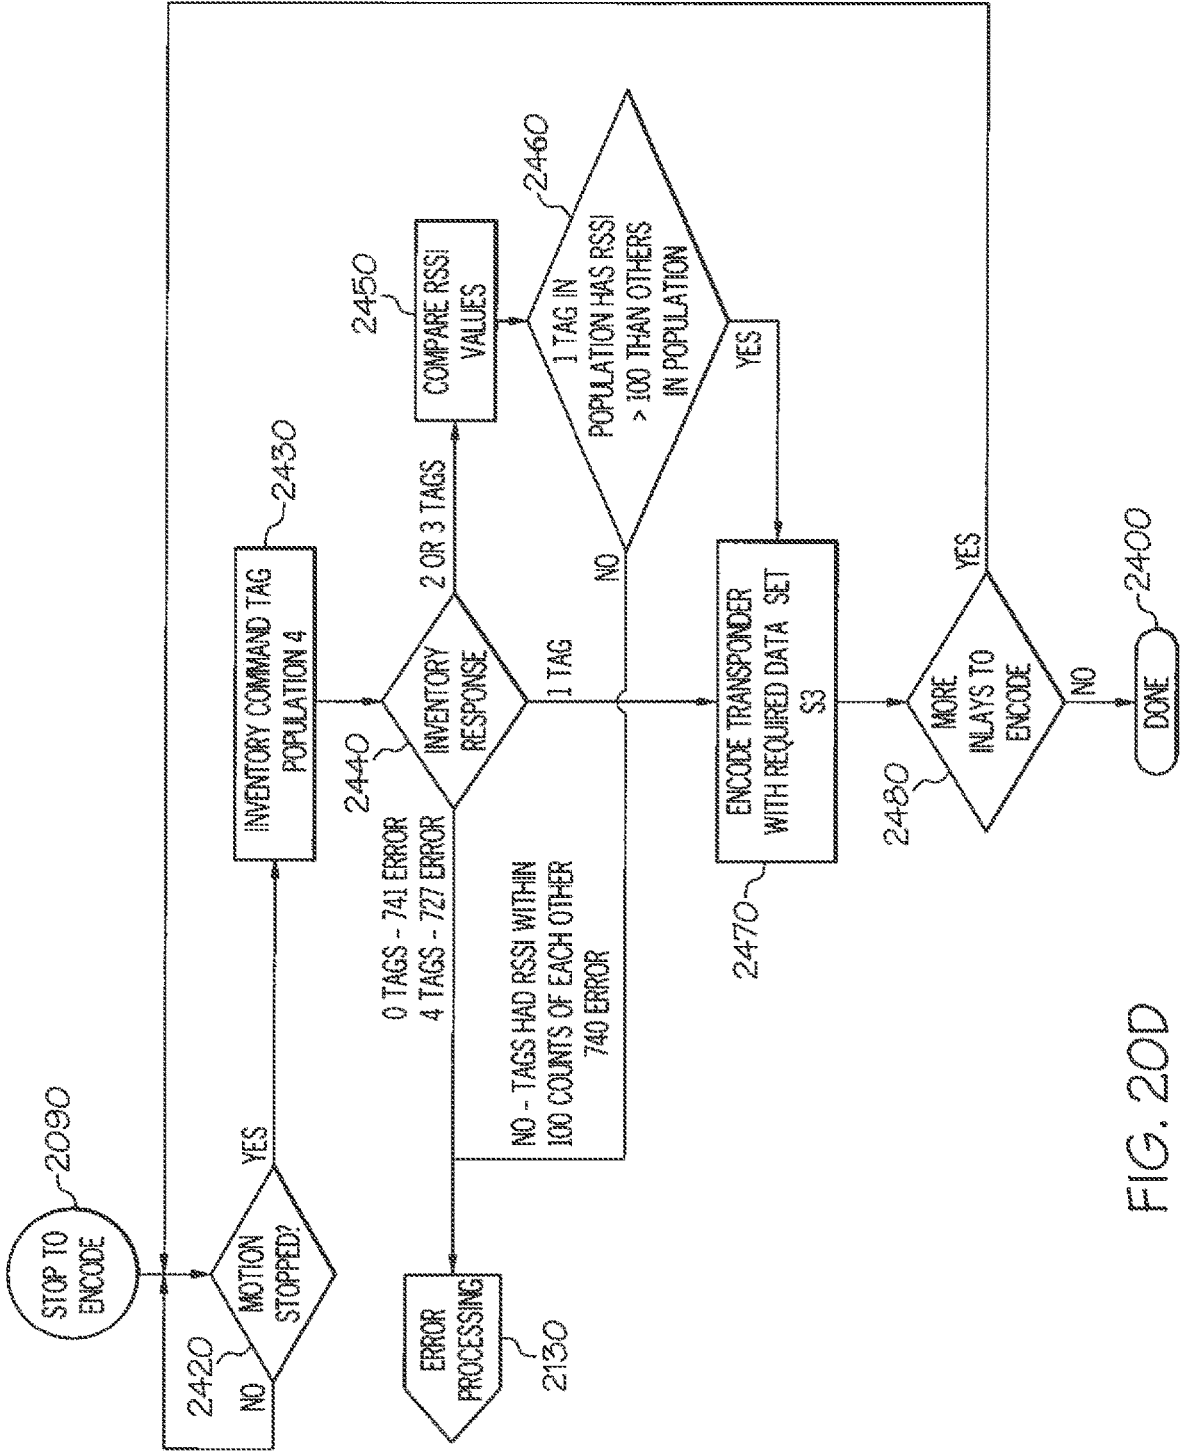 STOP TO
ENCODE
2090
MOTION
STOPPED?
2420
NO
YES
INVENTORY COMMAND TAG
POPULATION 4
2430
INVENTORY
RESPONSE
2440
0 TAGS - 741 ERROR
4 TAGS - 727 ERROR
2 OR 3 TAGS
1 TAG
COMPARE RSSI
VALUES
2450
1 TAG IN
POPULATION HAS RSSI
> 100 THAN OTHERS
IN POPULATION
2460
NO
YES
NO - TAGS HAD RSSI WITHIN
100 COUNTS OF EACH OTHER
740 ERROR
ERROR
PROCESSING
2130
ENCODE TRANSPONDER
WITH REQUIRED DATA SET
S3
2470
MORE
INLAYS TO
ENCODE
2480
YES
NO
DONE
2400
FIG. 20D